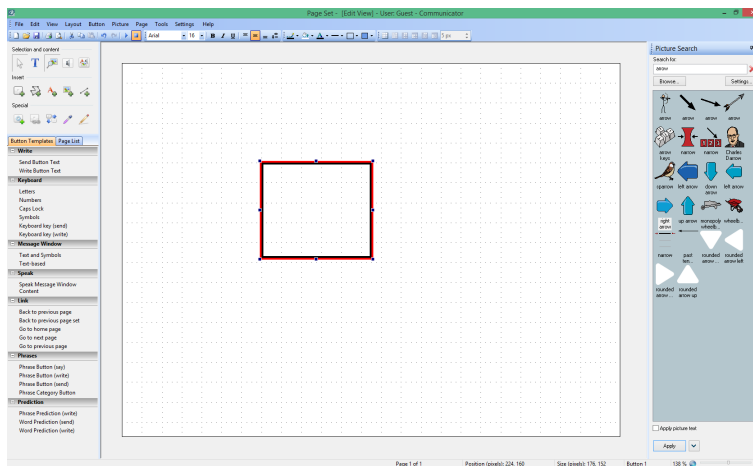 Page Set - [Edit View] - User: Guest - Communicator
File Edit View Layout Button Picture Page Tools Settings Help
Arial 16 B I U 5 px
Selection and content
Insert
Special
Button Templates Page List
Write
Send Button Text
Write Button Text
Keyboard
Letters
Numbers
Caps Lock
Symbols
Keyboard key (send)
Keyboard key (write)
Message Window
Text and Symbols
Text-based
Speak
Speak Message Window
Content
Link
Back to previous page
Back to previous page set
Go to home page
Go to next page
Go to previous page
Phrases
Phrase Button (say)
Phrase Button (write)
Phrase Button (send)
Phrase Category Button
Prediction
Phrase Prediction (write)
Word Prediction (send)
Word Prediction (write)
Picture Search
Search for:
arrow
Browse... Settings...
arrow arrow arrow arrow
arrow keys narrow narrow Charles Darrow
sparrow left arrow down arrow left arrow
right arrow up arrow monopoly wheelb... wheelb...
narrow past ten... rounded arrow ... rounded arrow left
rounded arrow ... rounded arrow up
Apply picture text
Apply
Page 1 of 1 Position (pixels): 224, 160 Size (pixels): 176, 152 Button 1 138 %